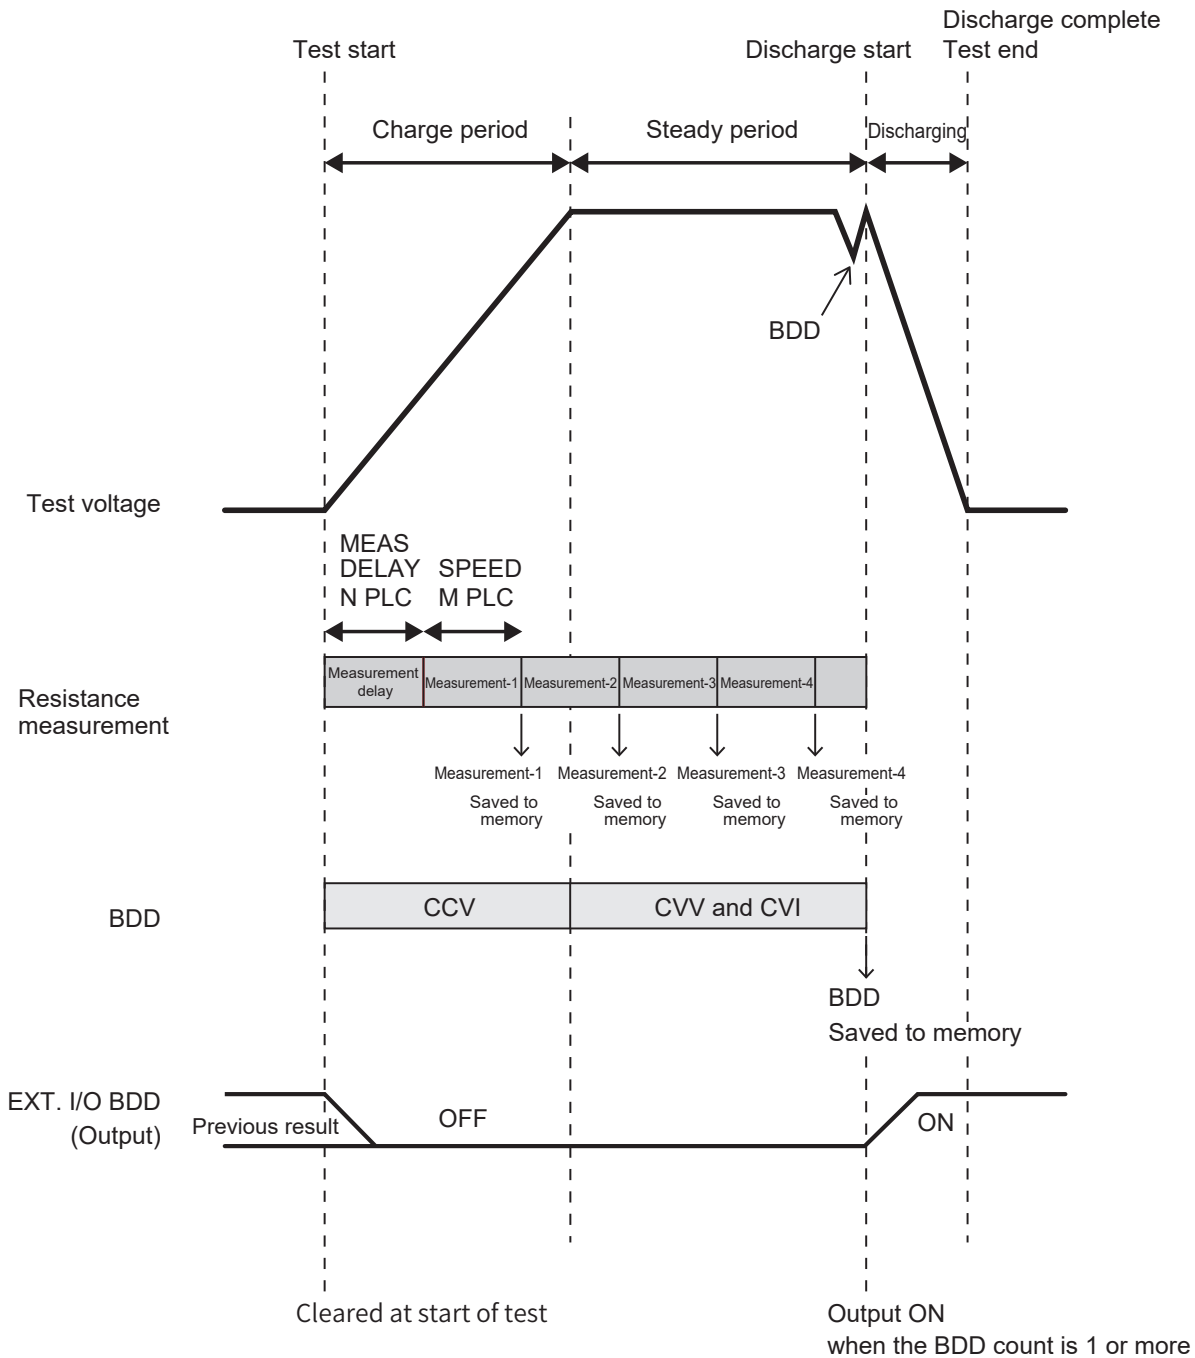 Discharge complete
Test start
Discharge start
Test end
Charge period
Steady period
Discharging
BDD
Test voltage
MEAS
DELAY
N PLC
SPEED
M PLC
Resistance
measurement
Measurement
delay
Measurement-1
Measurement-2
Measurement-3
Measurement-4
Measurement-1
Saved to
memory
Measurement-2
Saved to
memory
Measurement-3
Saved to
memory
Measurement-4
Saved to
memory
BDD
CCV
CVV and CVI
BDD
Saved to memory
EXT. I/O BDD
(Output)
Previous result
OFF
ON
Cleared at start of test
Output ON
when the BDD count is 1 or more